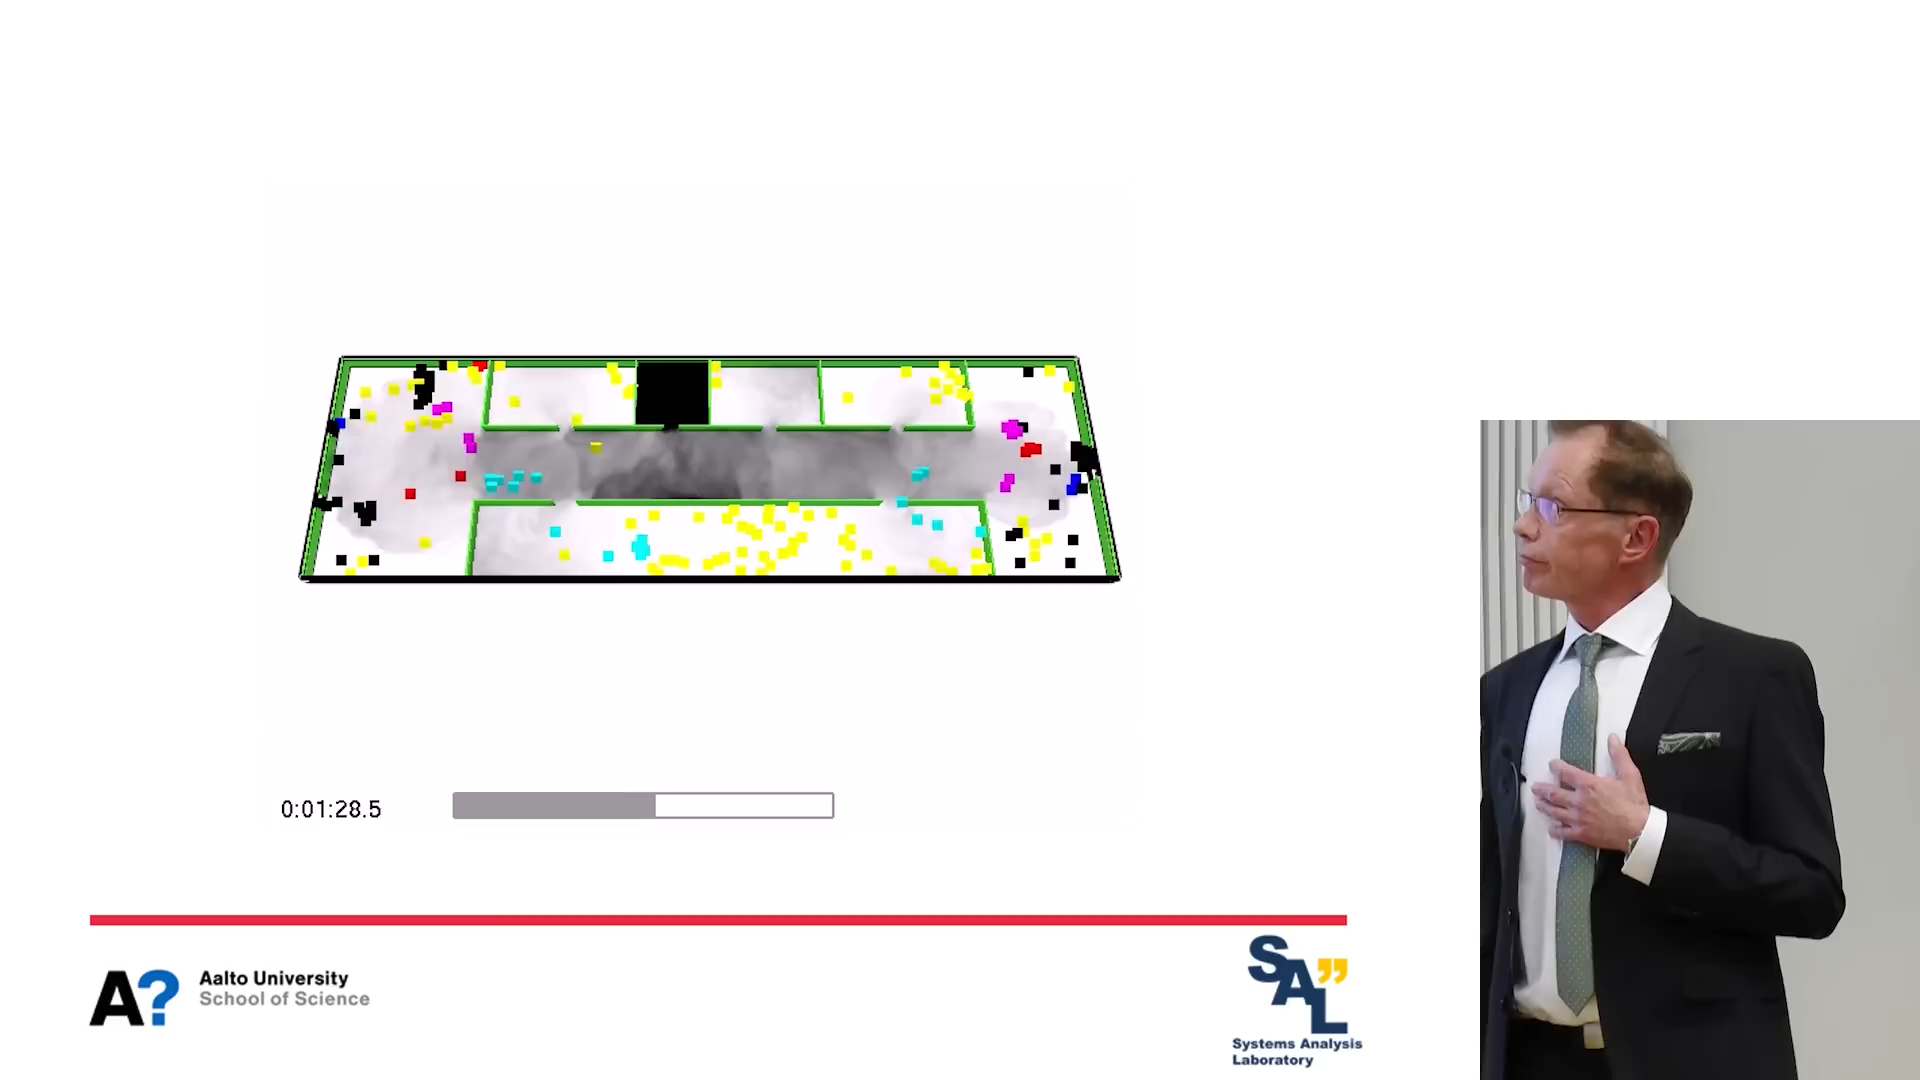 0:01:28.5
A?
Aalto University
School of Science
SAL
Systems Analysis
Laboratory